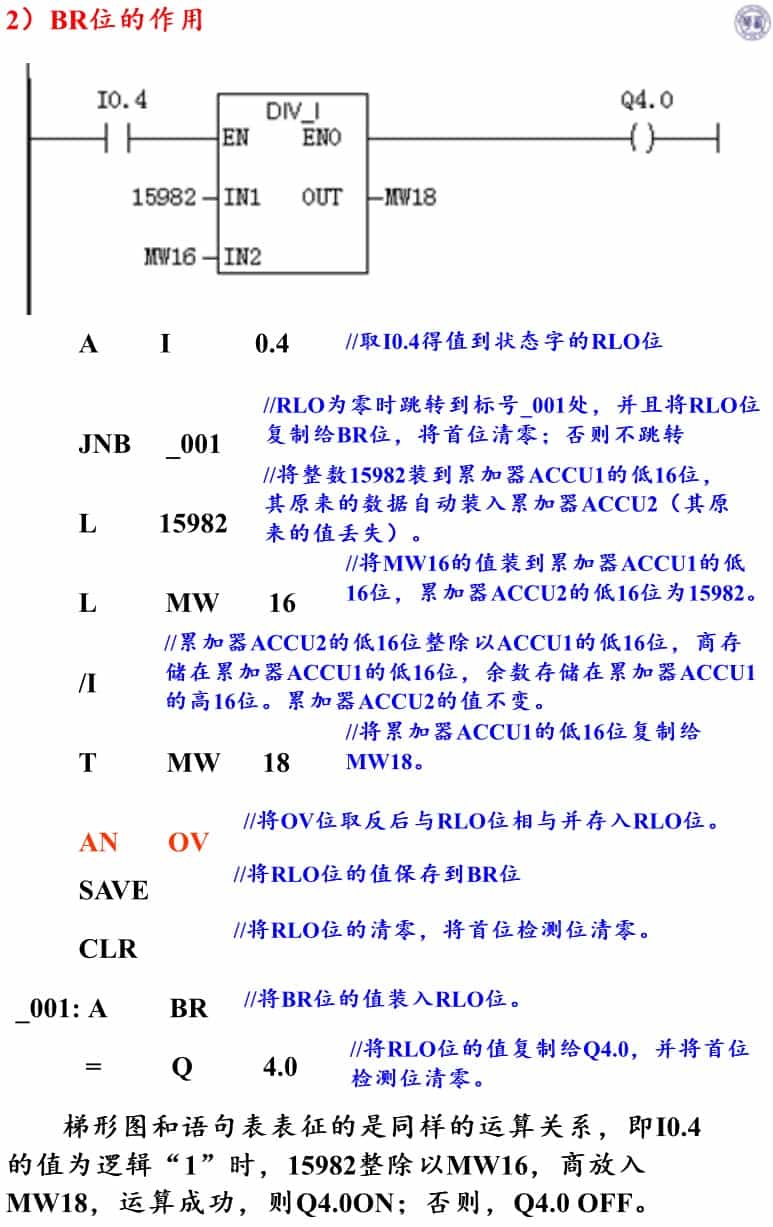 2）BR位的作用
I0.4
DIV_I
Q4.0
EN ENO
( )
15982 IN1 OUT MW18
MW16 IN2
A I 0.4 //取I0.4得值到状态字的RLO位
//RLO为零时跳转到标号_001处，并且将RLO位
JNB _001 复制给BR位，将首位清零；否则不跳转
//将整数15982装到累加器ACCU1的低16位，
其原来的数据自动装入累加器ACCU2（其原
L 15982 来的值丢失）。
//将MW16的值装到累加器ACCU1的低
L MW 16 16位，累加器ACCU2的低16位为15982。
//累加器ACCU2的低16位整除以ACCU1的低16位，商存
/I 储在累加器ACCU1的低16位，余数存储在累加器ACCU1
的高16位。累加器ACCU2的值不变。
//将累加器ACCU1的低16位复制给
T MW 18 MW18。
//将OV位取反后与RLO位相与并存入RLO位。
AN OV
SAVE //将RLO位的值保存到BR位
CLR //将RLO位的清零，将首位检测位清零。
_001: A BR //将BR位的值装入RLO位。
//将RLO位的值复制给Q4.0，并将首位
= Q 4.0 检测位清零。
梯形图和语句表表征的是同样的运算关系，即I0.4
的值为逻辑“1”时，15982整除以MW16，商放入
MW18，运算成功，则Q4.0ON；否则，Q4.0 OFF。